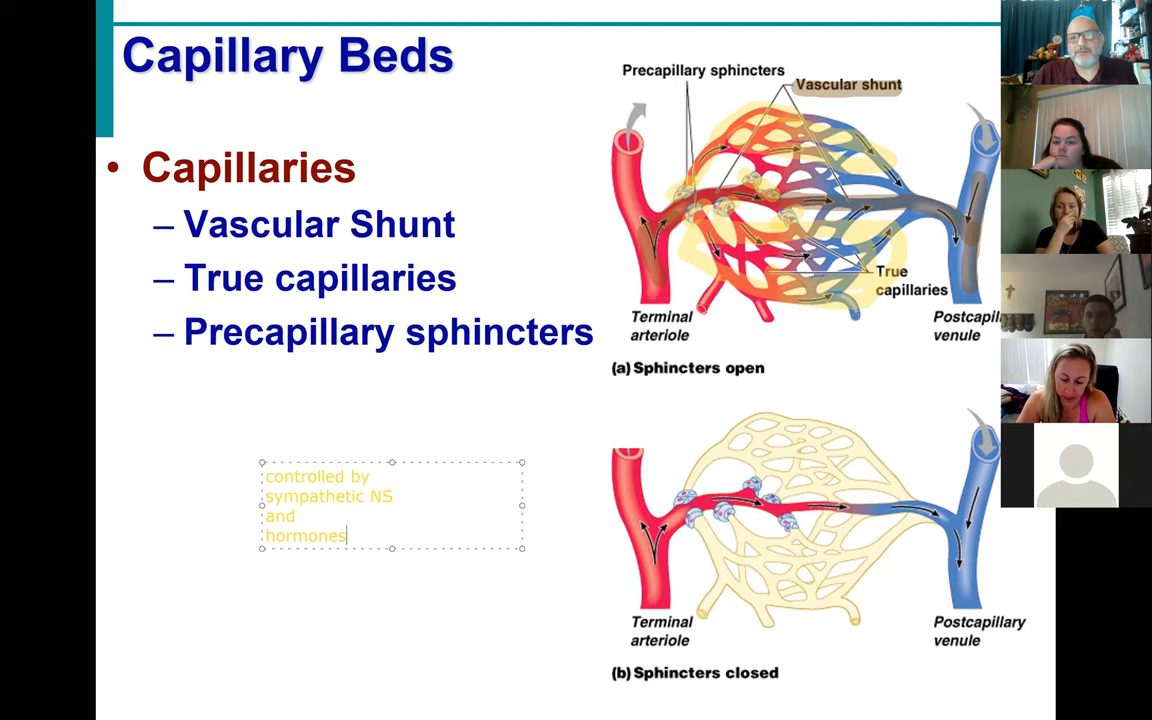 Capillary Beds
• Capillaries
– Vascular Shunt
– True capillaries
– Precapillary sphincters
controlled by
sympathetic NS
and
hormones
Precapillary sphincters
Vascular shunt
True
capillaries
Terminal
arteriole
Postcapil
venule
(a) Sphincters open
Terminal
arteriole
Postcapillary
venule
(b) Sphincters closed